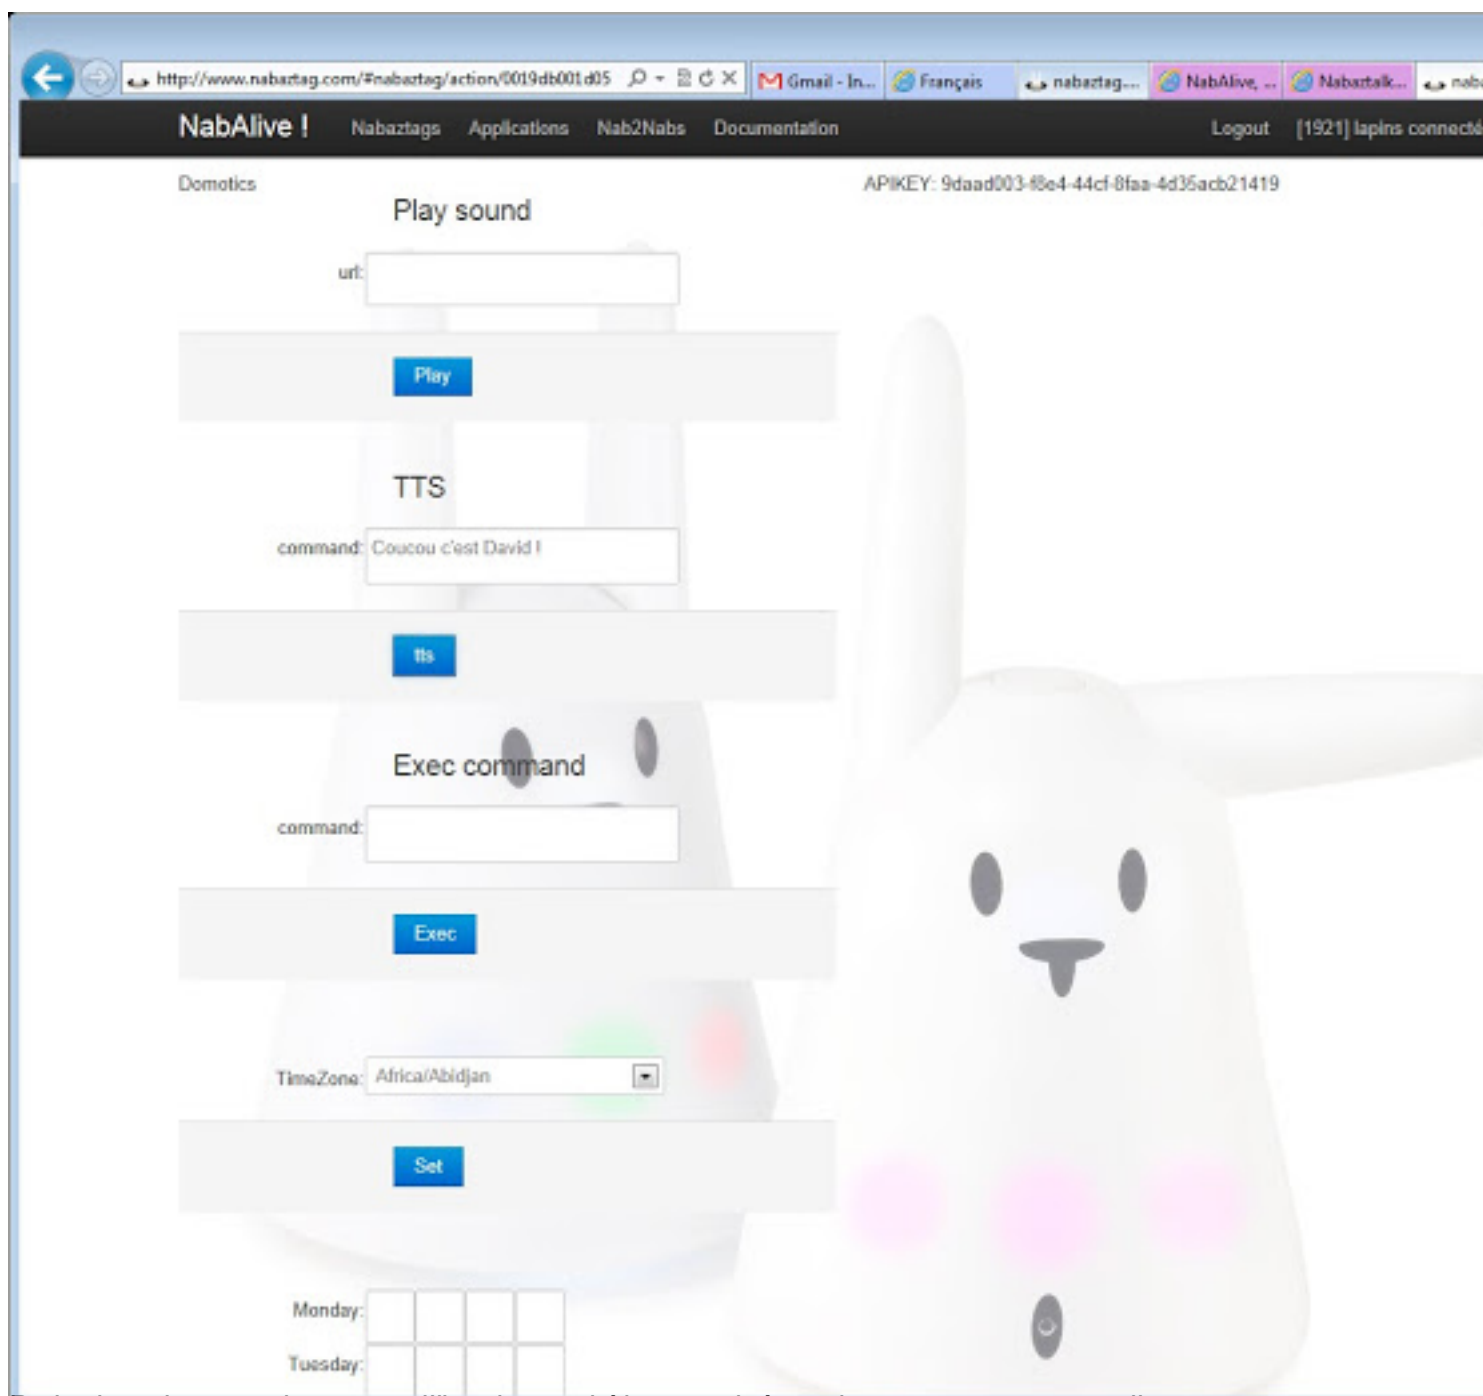 http://www.nabaztag.com/#nabaztag/action/0019db001d05
Gmail - In...
Français
nabaztag....
NabAlive, ...
Nabaztalk...
NabAlive !
Nabaztags
Applications
Nab2Nabs
Documentation
Logout
[1921] lapins connecté
Domotics
APIKEY: 9daad003-f8e4-44cf-8faa-4d35acb21419
Play sound
url:
Play
TTS
command: Coucou c'est David !
tts
Exec command
command:
Exec
TimeZone: Africa/Abidjan
Set
Monday:
Tuesday: